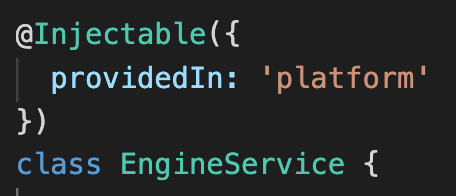 @Injectable({
  providedIn: 'platform'
})
class EngineService {